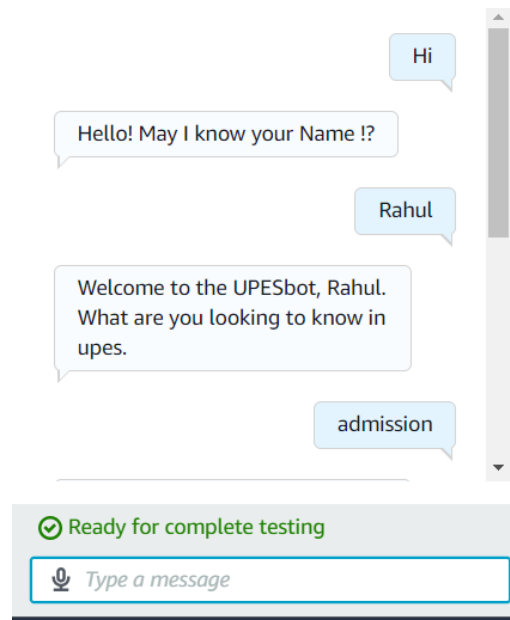 Hi
Hello! May I know your Name !?
Rahul
Welcome to the UPESbot, Rahul.
What are you looking to know in
upes.
admission
Ready for complete testing
Type a message